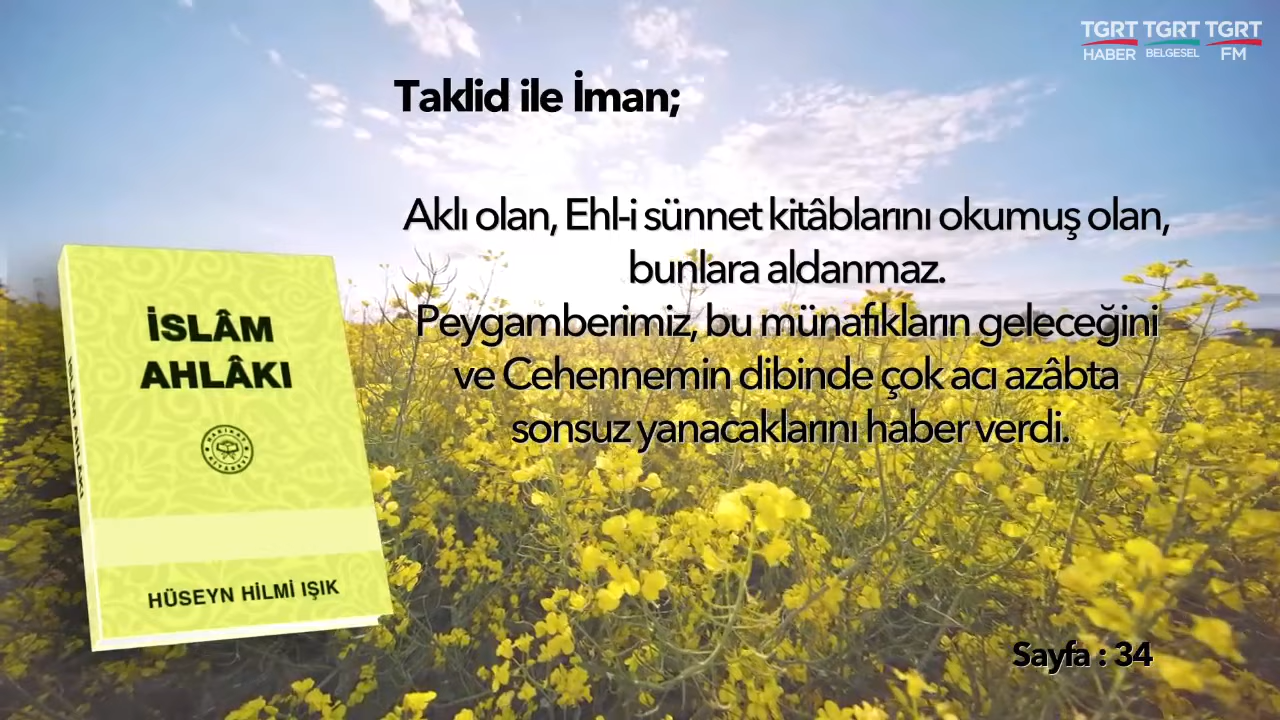 TGRT TGRT TGRT
HABER BELGESEL FM
Taklid ile İman;
Aklı olan, Ehl-i sünnet kitâblarını okumuş olan,
bunlara aldanmaz.
Peygamberimiz, bu münafıkların geleceğini
ve Cehennemin dibinde çok acı azâbta
sonsuz yanacaklarını haber verdi.
İSLÂM
AHLÂKI
İSLÂM AHLÂKI
HÜSEYN HİLMİ IŞIK
Sayfa : 34